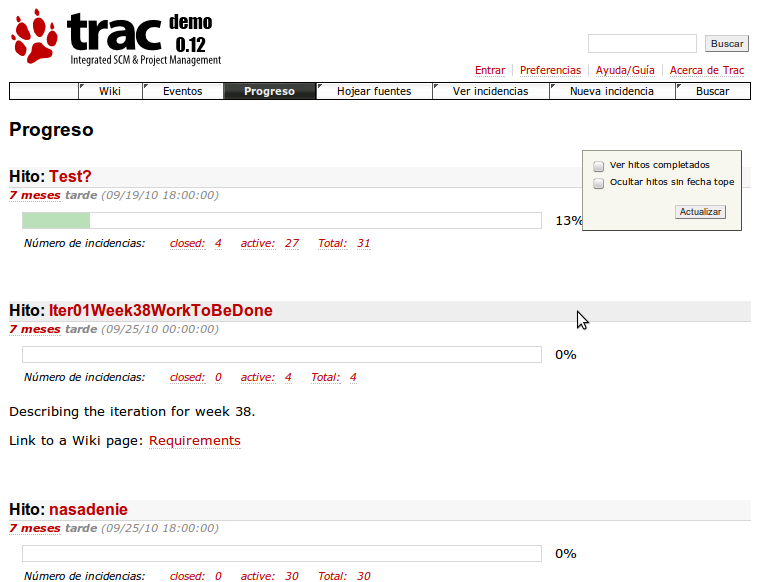 trac demo
0.12
Integrated SCM & Project Management
Buscar
Entrar Preferencias Ayuda/Guía Acerca de Trac
Wiki Eventos Progreso Hojear fuentes Ver incidencias Nueva incidencia Buscar
Progreso
Ver hitos completados
Ocultar hitos sin fecha tope
Actualizar
Hito: Test?
7 meses tarde (09/19/10 18:00:00)
13%
Número de incidencias: closed: 4 active: 27 Total: 31
Hito: Iter01Week38WorkToBeDone
7 meses tarde (09/25/10 00:00:00)
0%
Número de incidencias: closed: 0 active: 4 Total: 4
Describing the iteration for week 38.
Link to a Wiki page: Requirements
Hito: nasadenie
7 meses tarde (09/25/10 18:00:00)
0%
Número de incidencias: closed: 0 active: 30 Total: 30